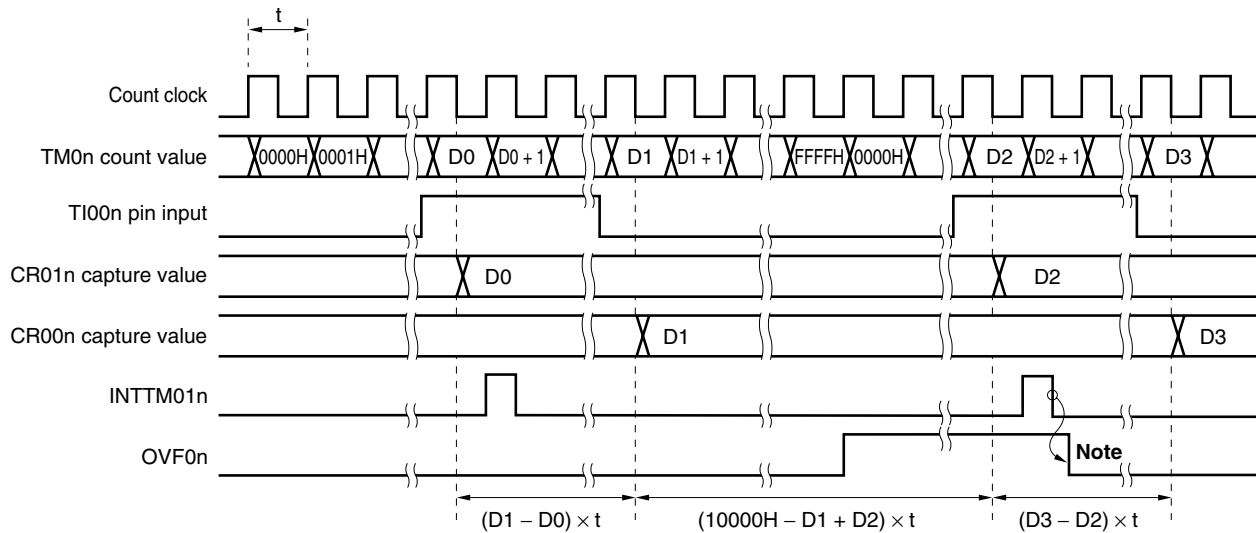 t
Count clock
TM0n count value 0000H 0001H D0 D0 + 1 D1 D1 + 1 FFFFH 0000H D2 D2 + 1 D3
TI00n pin input
CR01n capture value D0 D2
CR00n capture value D1 D3
INTTM01n
OVF0n Note
(D1 − D0) × t (10000H − D1 + D2) × t (D3 − D2) × t